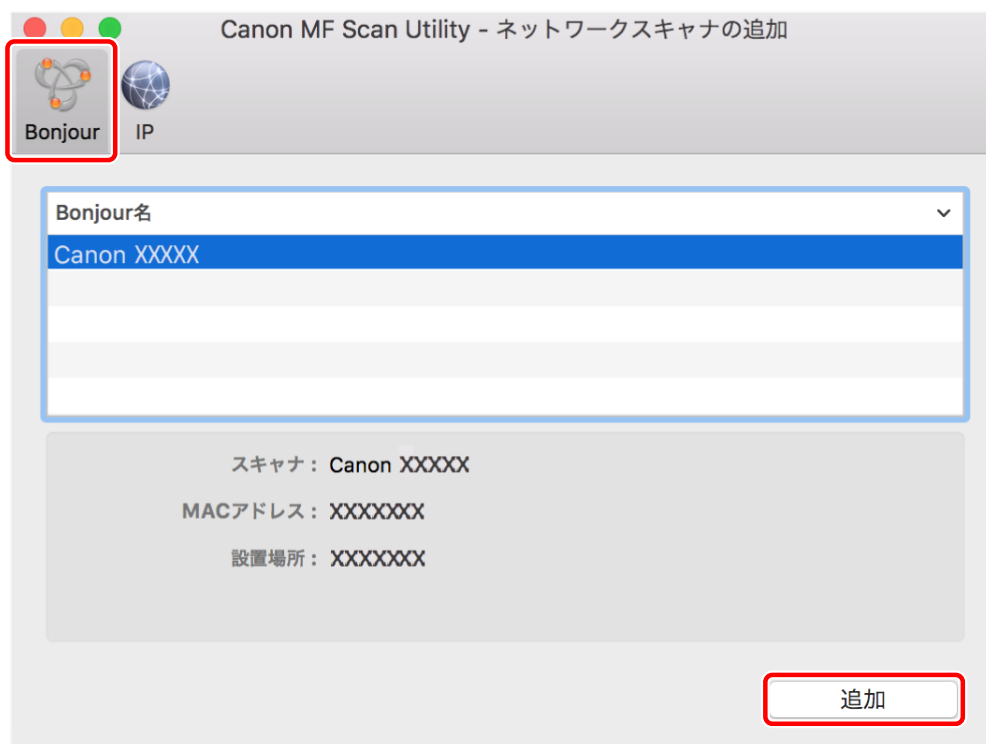 Canon MF Scan Utility - ネットワークスキャナの追加
Bonjour
IP
Bonjour名
Canon XXXXX
スキャナ： Canon XXXXX
MACアドレス： XXXXXXX
設置場所： XXXXXXX
追加